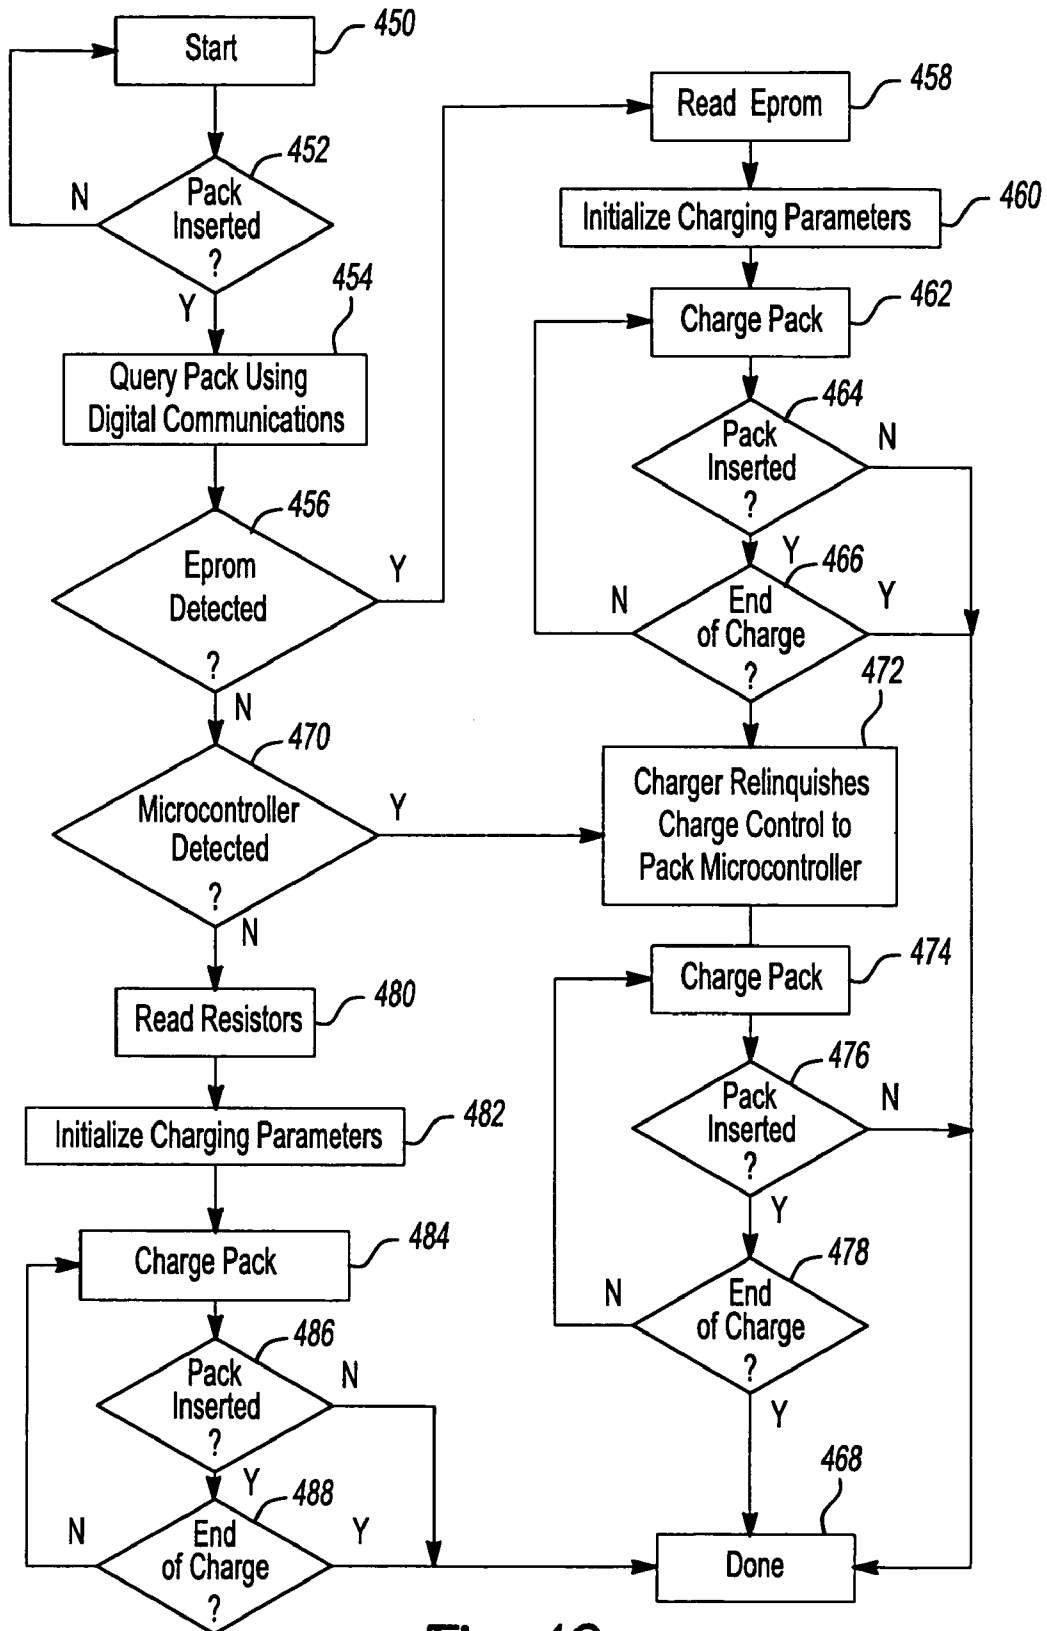 450
Start
452
Pack
Inserted
?
N
Y
454
Query Pack Using
Digital Communications
456
Eprom
Detected
?
Y
N
470
Microcontroller
Detected
?
Y
N
480
Read Resistors
482
Initialize Charging Parameters
484
Charge Pack
486
Pack
Inserted
?
N
Y
488
End
of Charge
?
N
Y
458
Read Eprom
460
Initialize Charging Parameters
462
Charge Pack
464
Pack
Inserted
?
N
Y
466
End
of Charge
?
N
Y
472
Charger Relinquishes
Charge Control to
Pack Microcontroller
474
Charge Pack
476
Pack
Inserted
?
N
Y
478
End
of Charge
?
N
Y
468
Done